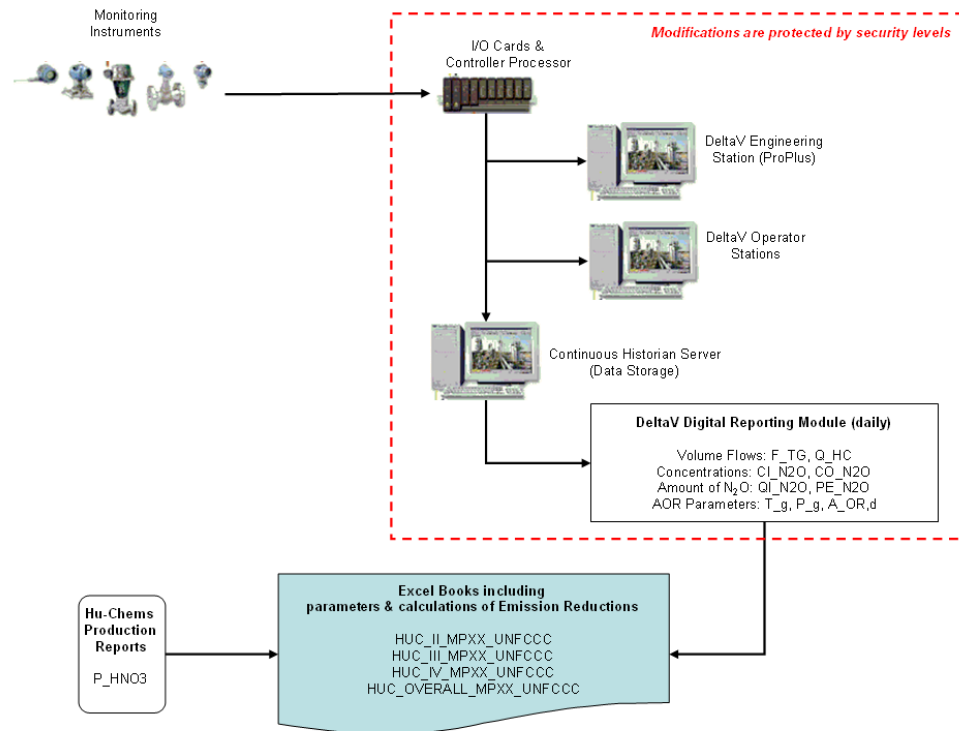 Monitoring
Instruments
Modifications are protected by security levels
I/O Cards &
Controller Processor
DeltaV Engineering
Station (ProPlus)
DeltaV Operator
Stations
Continuous Historian Server
(Data Storage)
DeltaV Digital Reporting Module (daily)
Volume Flows: F_TG, Q_HC
Concentrations: CI_N2O, CO_N2O
Amount of N₂O: QI_N2O, PE_N2O
AOR Parameters: T_g, P_g, A_OR,d
Hu-Chems
Production
Reports
P_HNO3
Excel Books including
parameters & calculations of Emission Reductions
HUC_II_MPXX_UNFCCC
HUC_III_MPXX_UNFCCC
HUC_IV_MPXX_UNFCCC
HUC_OVERALL_MPXX_UNFCCC